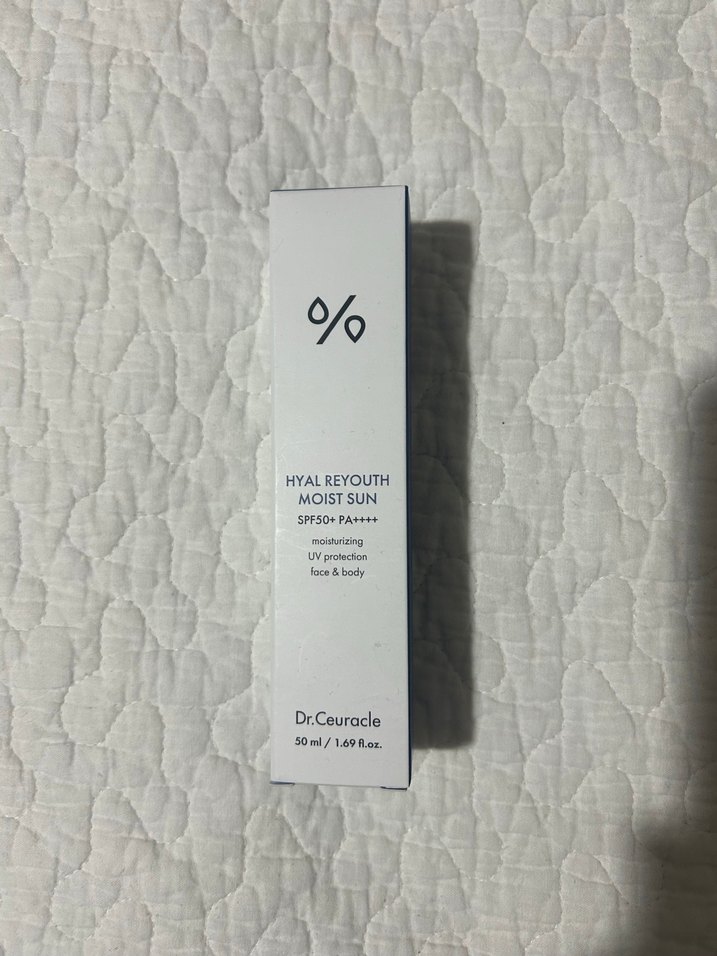 %
HYAL REYOUTH
MOIST SUN
SPF50+ PA++++
moisturizing
UV protection
face & body
Dr.Ceuracle
50 ml / 1.69 fl.oz.